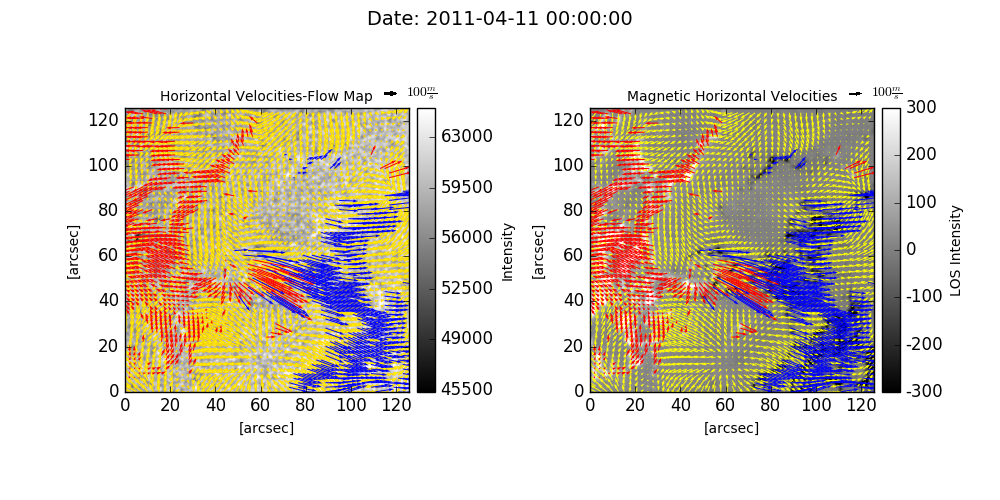 Date: 2011-04-11 00:00:00
Horizontal Velocities-Flow Map
100 m/s
120
100
80
60
40
20
0
0 20 40 60 80 100 120
[arcsec]
[arcsec]
63000
59500
56000
52500
49000
45500
Intensity
Magnetic Horizontal Velocities
100 m/s
120
100
80
60
40
20
0
0 20 40 60 80 100 120
[arcsec]
[arcsec]
300
200
100
0
-100
-200
-300
LOS Intensity